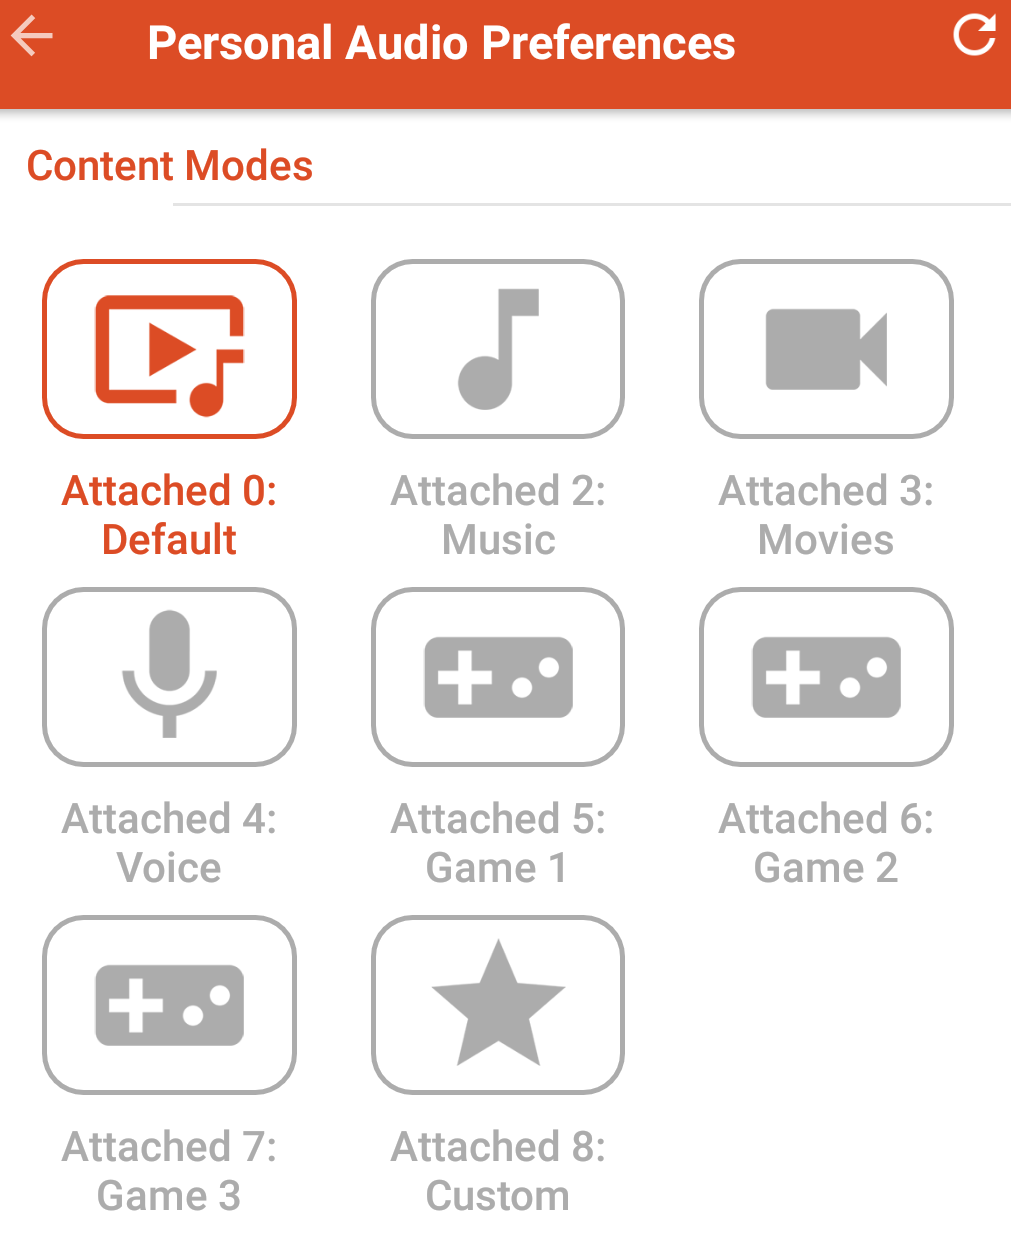 Personal Audio Preferences
Content Modes
Attached 0:
Default
Attached 2:
Music
Attached 3:
Movies
Attached 4:
Voice
Attached 5:
Game 1
Attached 6:
Game 2
Attached 7:
Game 3
Attached 8:
Custom